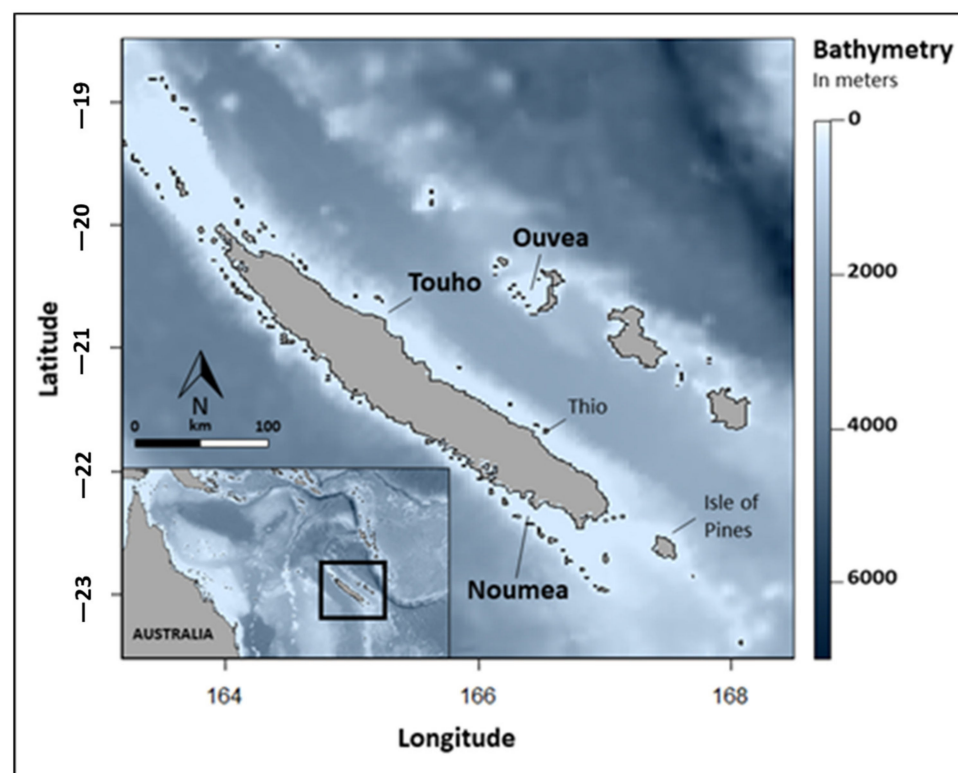 Bathymetry
In meters
0
2000
4000
6000
Latitude
−19
−20
−21
−22
−23
Ouvea
Touho
Thio
Isle of
Pines
Noumea
N
0 km 100
AUSTRALIA
164 166 168
Longitude